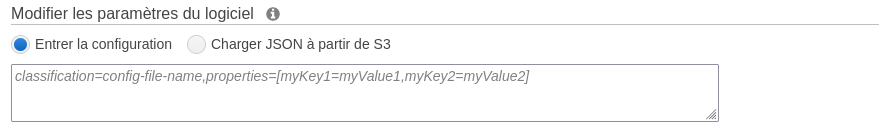 Modifier les paramètres du logiciel
Entrer la configuration Charger JSON à partir de S3
classification=config-file-name,properties=[myKey1=myValue1,myKey2=myValue2]